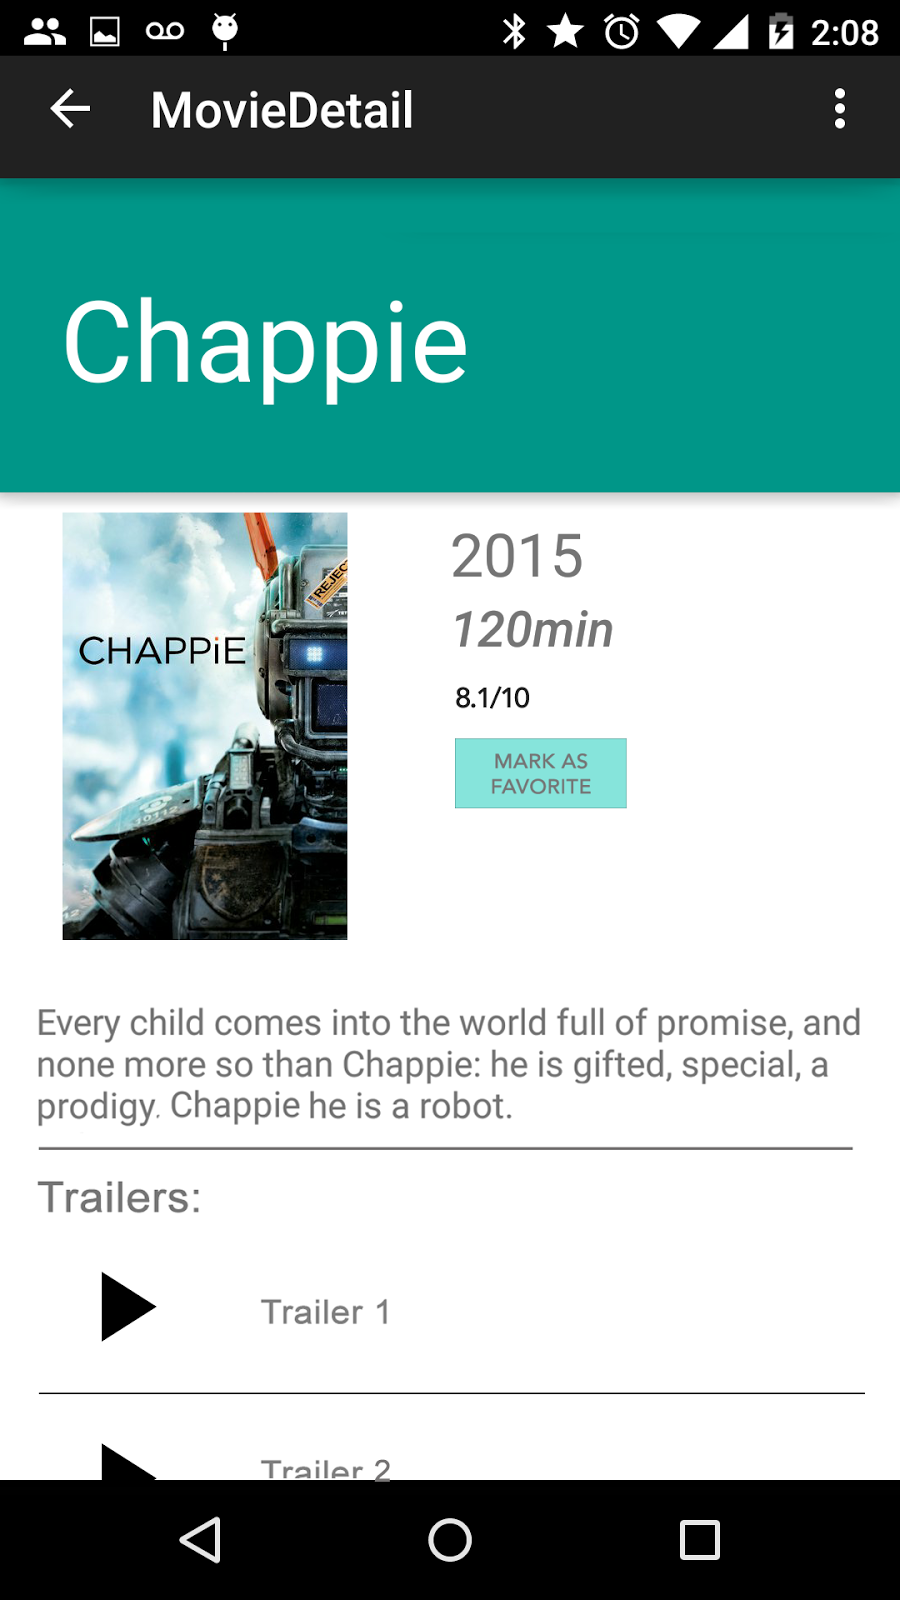 2:08
MovieDetail
Chappie
REJEC
CHAPPiE
10112
12
2015
120min
8.1/10
MARK AS
FAVORITE
Every child comes into the world full of promise, and
none more so than Chappie: he is gifted, special, a
prodigy. Chappie he is a robot.
Trailers:
Trailer 1
Trailer 2